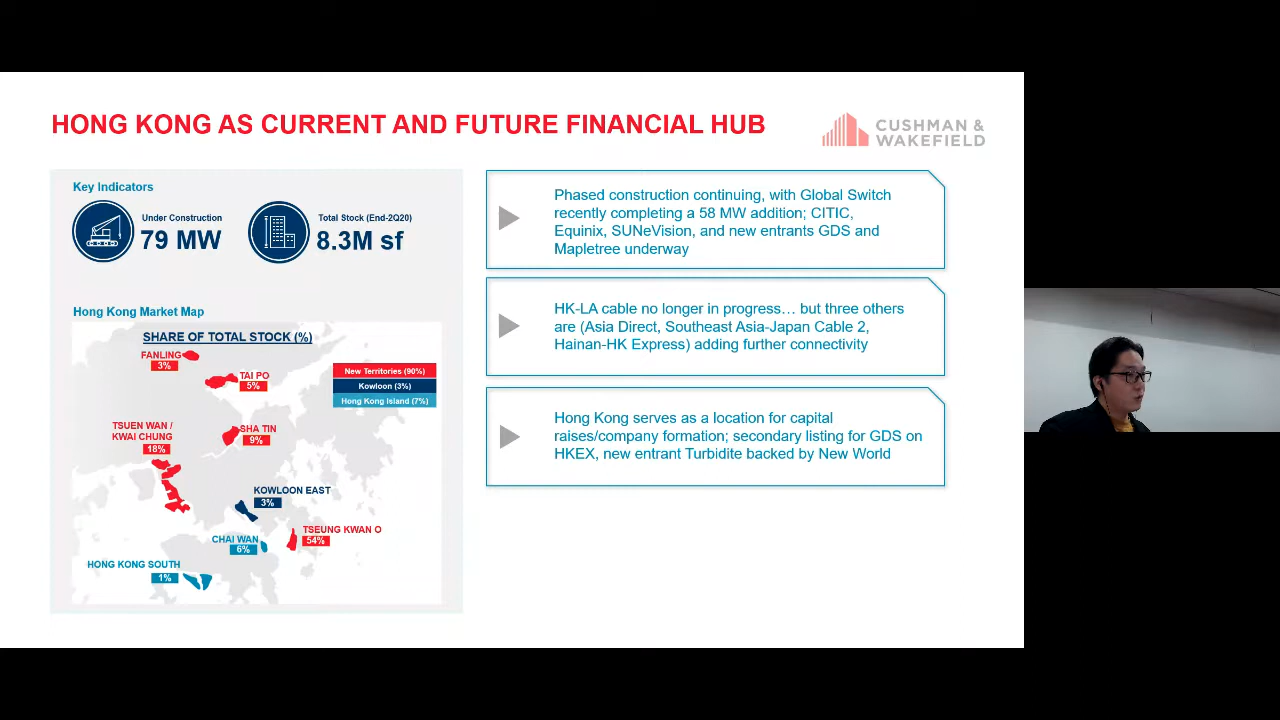 HONG KONG AS CURRENT AND FUTURE FINANCIAL HUB
CUSHMAN &
WAKEFIELD
Key Indicators
Under Construction
79 MW
Total Stock (End-2Q20)
8.3M sf
Hong Kong Market Map
SHARE OF TOTAL STOCK (%)
FANLING
3%
TAI PO
5%
New Territories (90%)
Kowloon (3%)
Hong Kong Island (7%)
TSUEN WAN /
KWAI CHUNG
18%
SHA TIN
9%
KOWLOON EAST
3%
TSEUNG KWAN O
54%
CHAI WAN
6%
HONG KONG SOUTH
1%
Phased construction continuing, with Global Switch
recently completing a 58 MW addition; CITIC,
Equinix, SUNeVision, and new entrants GDS and
Mapletree underway
HK-LA cable no longer in progress… but three others
are (Asia Direct, Southeast Asia-Japan Cable 2,
Hainan-HK Express) adding further connectivity
Hong Kong serves as a location for capital
raises/company formation; secondary listing for GDS on
HKEX, new entrant Turbidite backed by New World